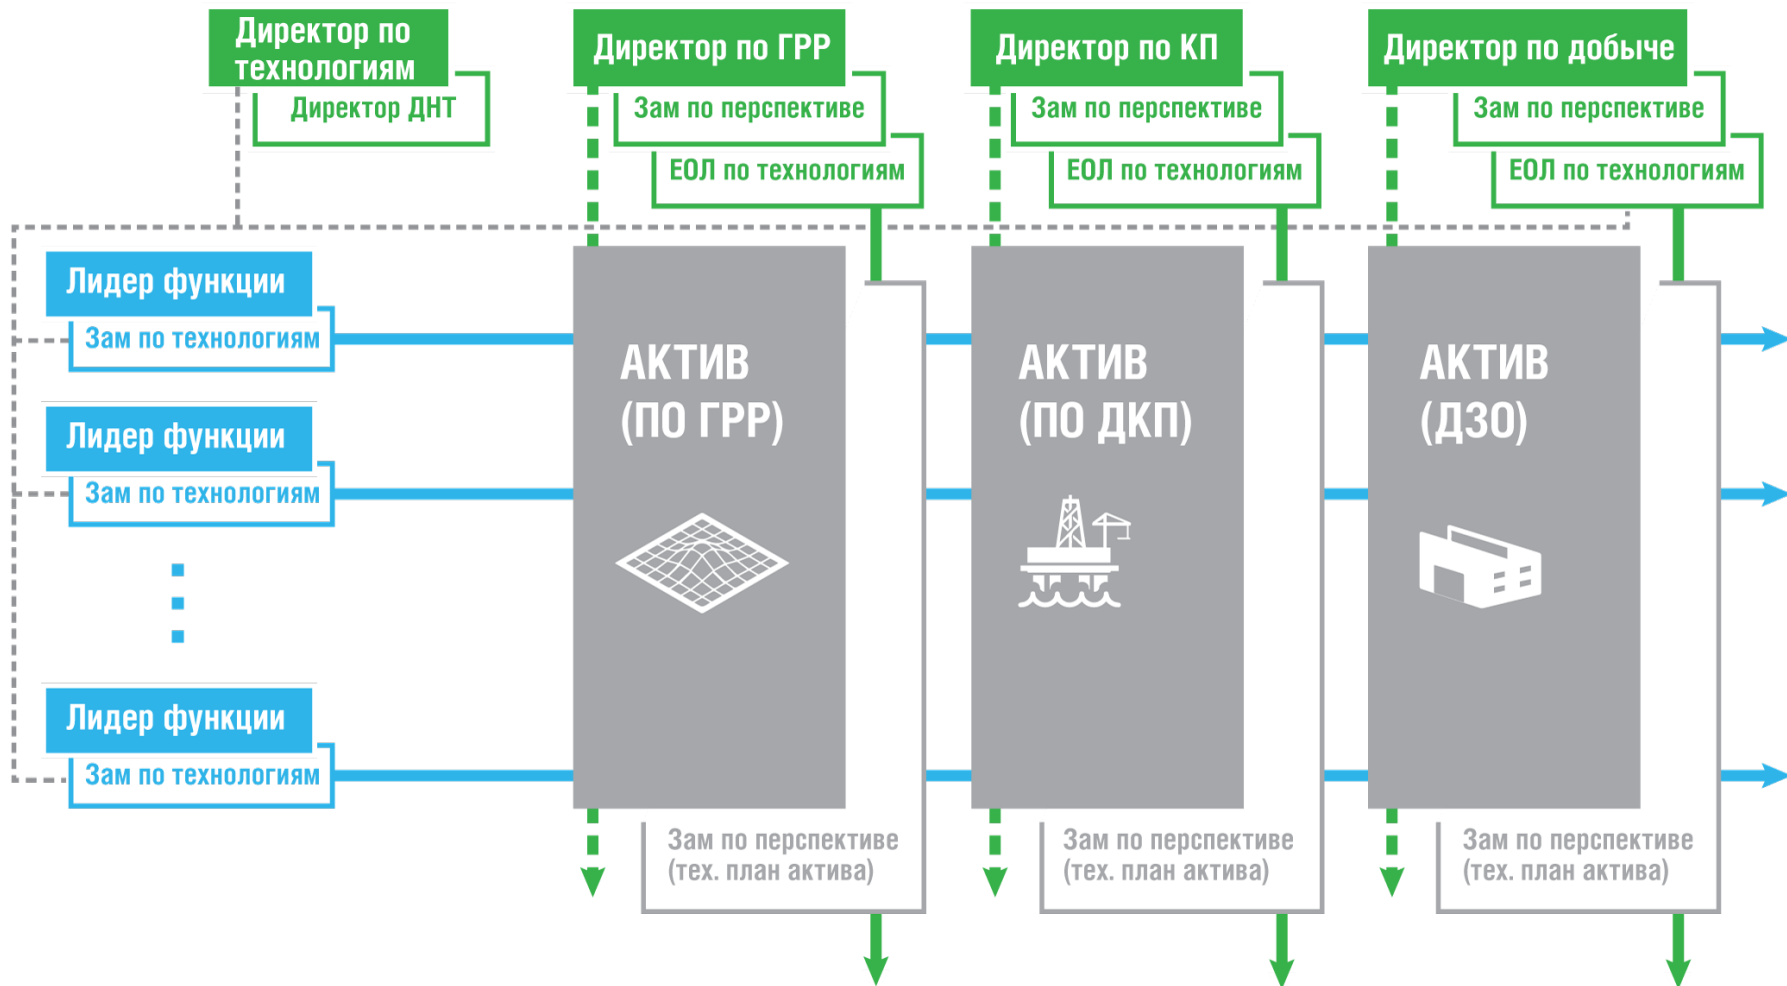 Директор по
технологиям
Директор ДНТ
Директор по ГРР
Зам по перспективе
ЕОЛ по технологиям
Директор по КП
Зам по перспективе
ЕОЛ по технологиям
Директор по добыче
Зам по перспективе
ЕОЛ по технологиям
Лидер функции
Зам по технологиям
Лидер функции
Зам по технологиям
Лидер функции
Зам по технологиям
АКТИВ
(ПО ГРР)
Зам по перспективе
(тех. план актива)
АКТИВ
(ПО ДКП)
Зам по перспективе
(тех. план актива)
АКТИВ
(ДЗО)
Зам по перспективе
(тех. план актива)